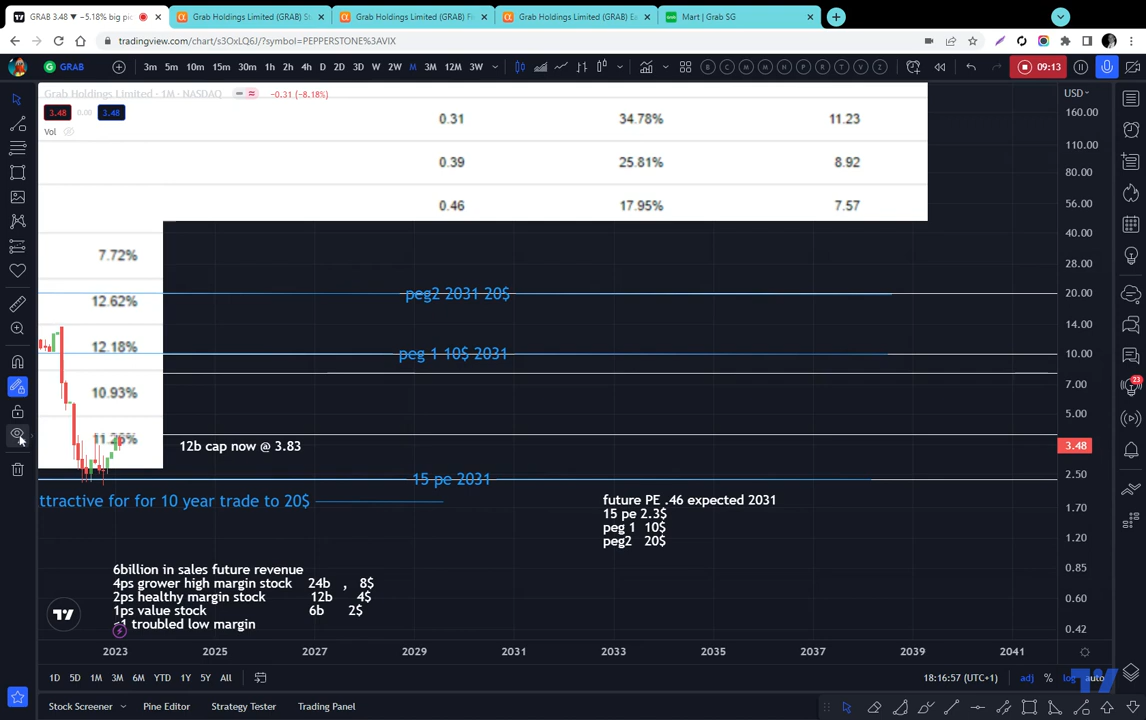 GRAB 3.48 ▼ −5.18% big pic
Grab Holdings Limited (GRAB) St
Grab Holdings Limited (GRAB) Fi
Grab Holdings Limited (GRAB) Ea
Mart | Grab SG
tradingview.com/chart/s3OxLQ6J/?symbol=PEPPERSTONE%3AVIX
GRAB
3m 5m 10m 15m 30m 1h 2h 4h D 2D 3D W 2W M 3M 12M 3W
B C M M H P R T V Z
09:13
Grab Holdings Limited · 1M · NASDAQ
−0.31 (−8.18%)
USD
3.48 0.00 3.48
Vol
0.31 34.78% 11.23
0.39 25.81% 8.92
0.46 17.95% 7.57
7.72%
12.62%
12.18%
10.93%
11.26%
peg2 2031 20$
peg 1 10$ 2031
12b cap now @ 3.83
15 pe 2031
ttractive for for 10 year trade to 20$
future PE .46 expected 2031
15 pe 2.3$
peg 1 10$
peg2 20$
6billion in sales future revenue
4ps grower high margin stock 24b , 8$
2ps healthy margin stock 12b 4$
1ps value stock 6b 2$
<1 troubled low margin
160.00
110.00
80.00
56.00
40.00
28.00
20.00
14.00
10.00
7.00
5.00
3.48
2.50
1.70
1.20
0.85
0.60
0.42
23
2023 2025 2027 2029 2031 2033 2035 2037 2039 2041
1D 5D 1M 3M 6M YTD 1Y 5Y All
18:16:57 (UTC+1) adj % log auto
Stock Screener Pine Editor Strategy Tester Trading Panel